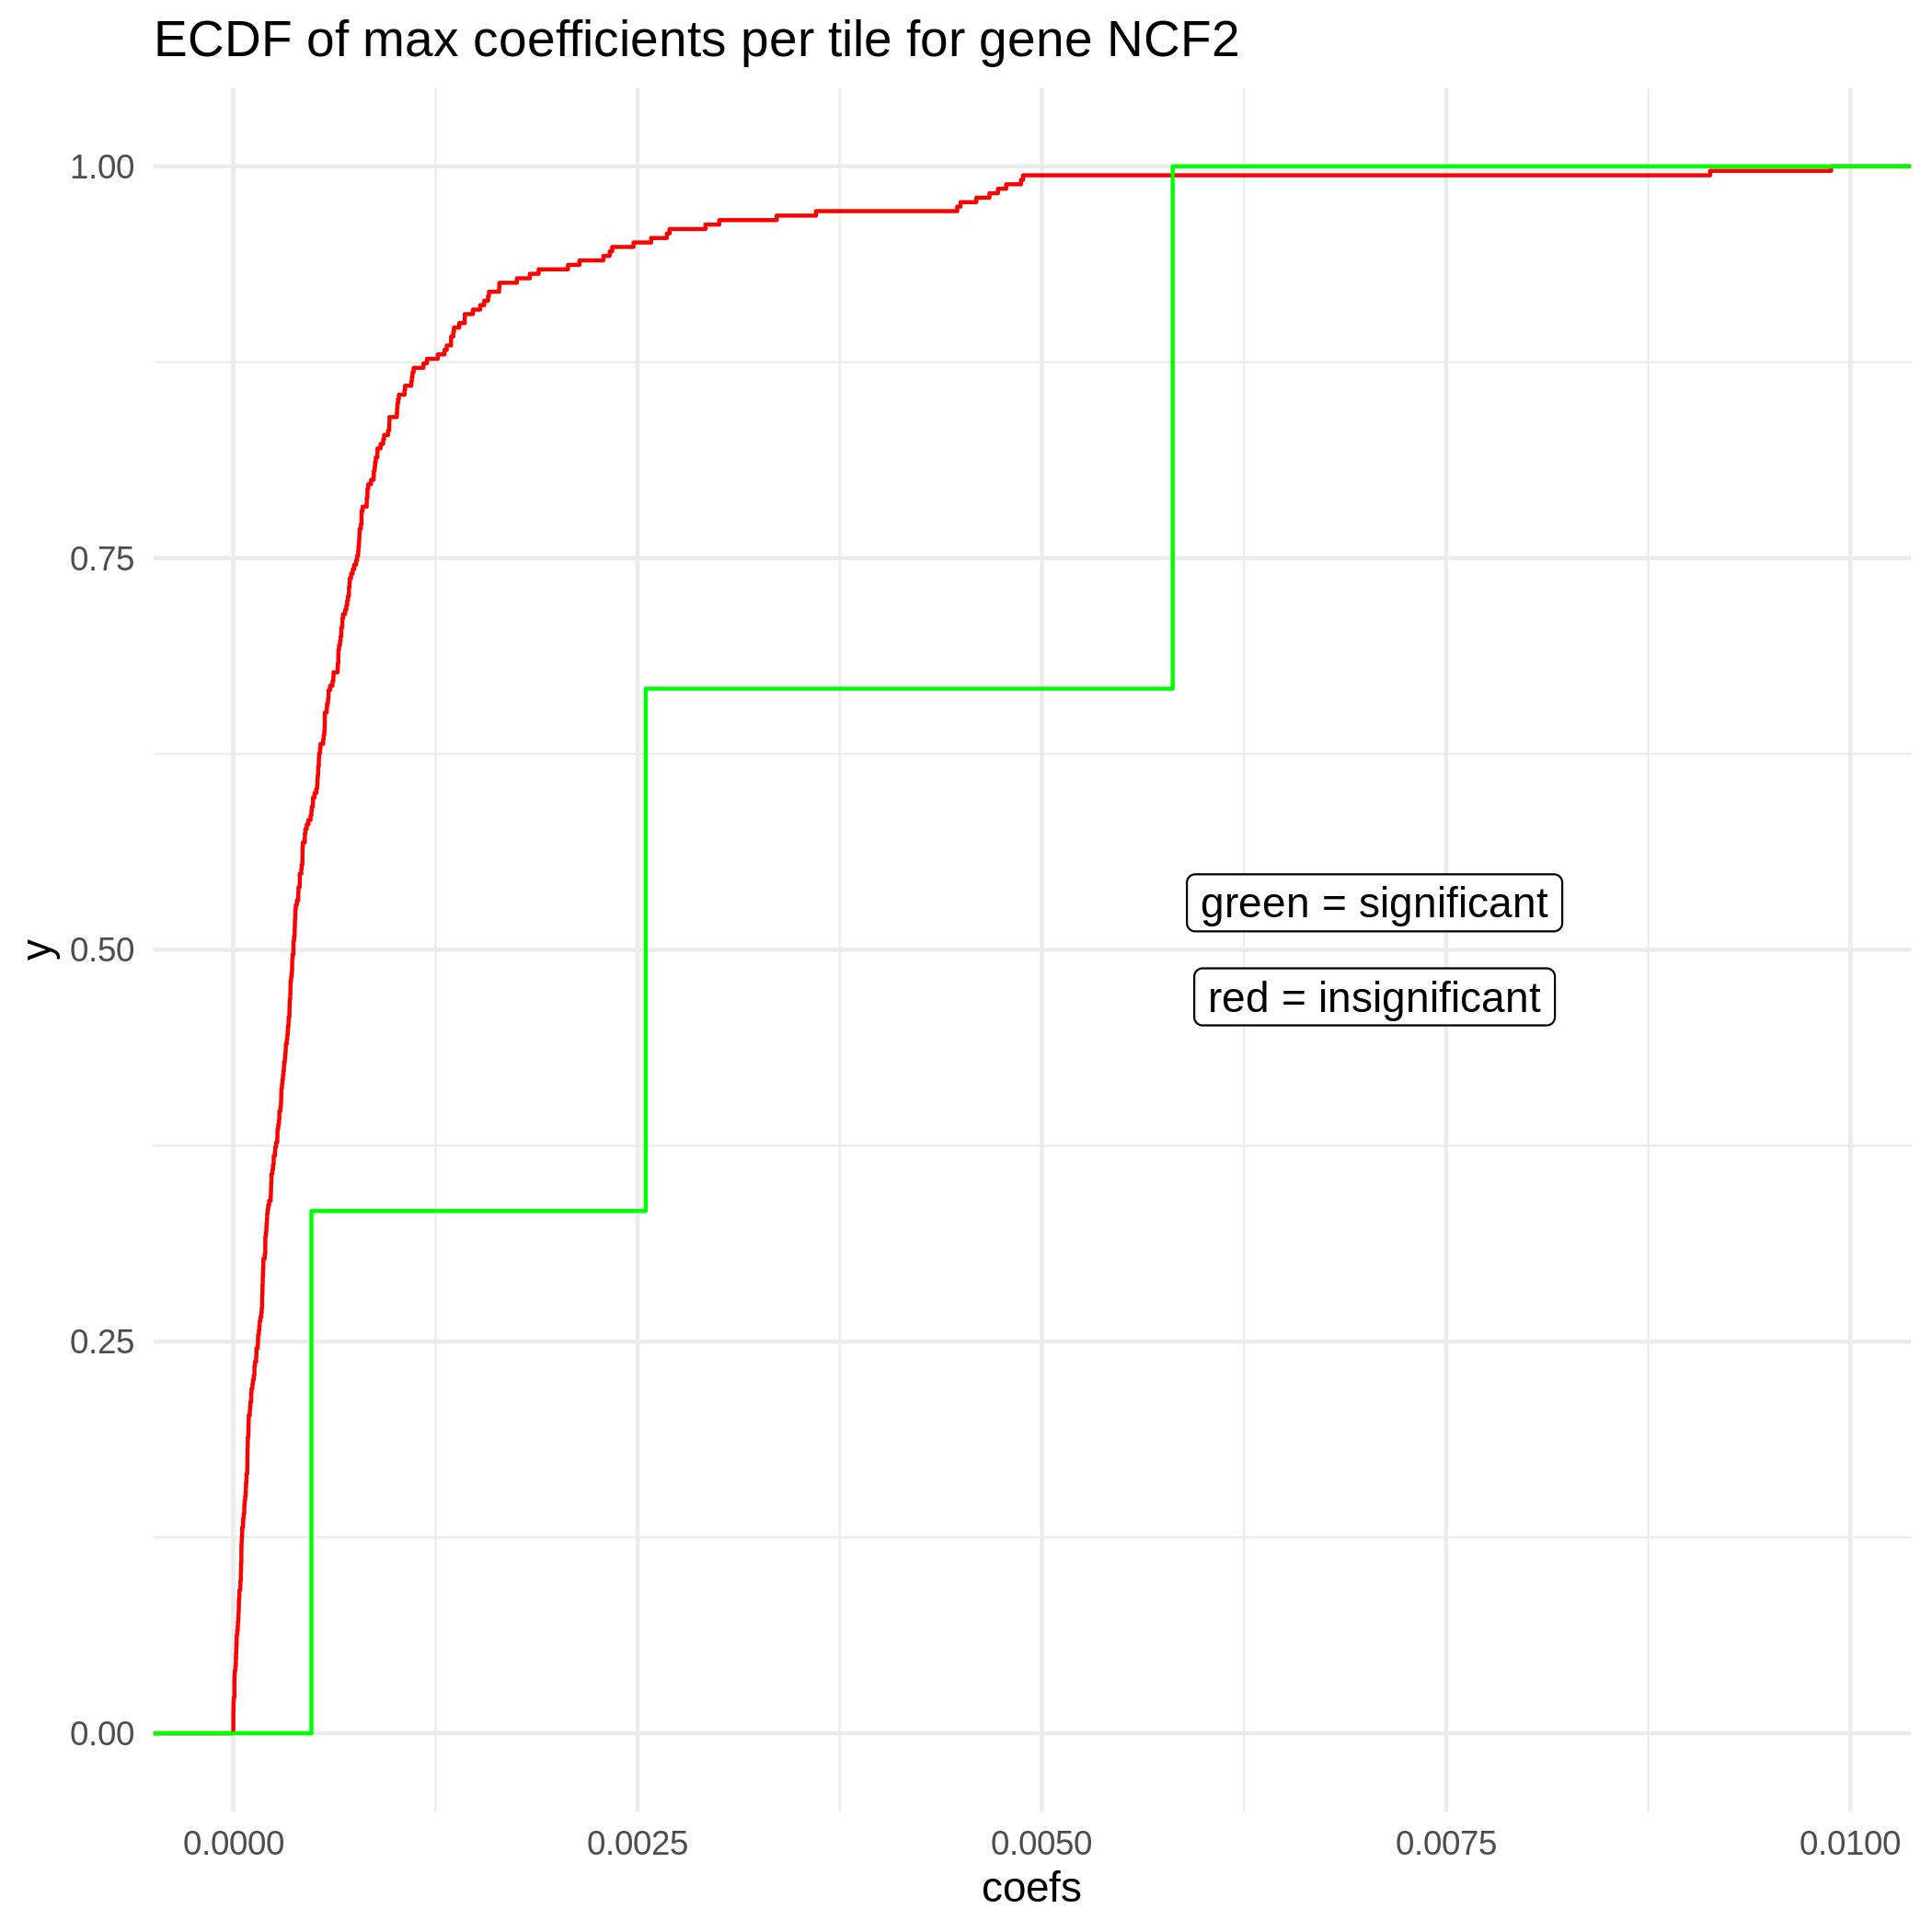 ECDF of max coefficients per tile for gene NCF2
1.00
0.75
0.50
0.25
0.00
y
green = significant
red = insignificant
0.0000 0.0025 0.0050 0.0075 0.0100
coefs